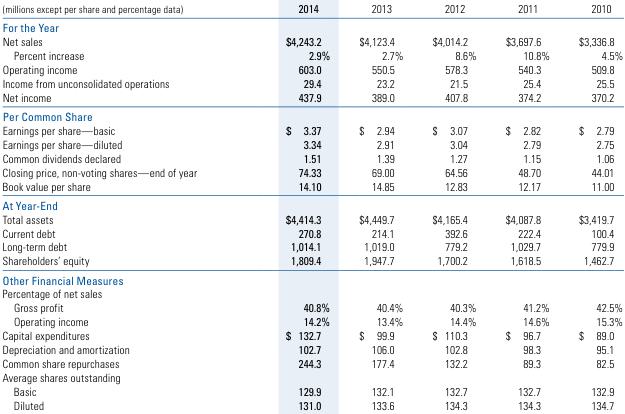 (millions except per share and percentage data) 2014 2013 2012 2011 2010
For the Year
Net sales $4,243.2 $4,123.4 $4,014.2 $3,697.6 $3,336.8
Percent increase 2.9% 2.7% 8.6% 10.8% 4.5%
Operating income 603.0 550.5 578.3 540.3 509.8
Income from unconsolidated operations 29.4 23.2 21.5 25.4 25.5
Net income 437.9 389.0 407.8 374.2 370.2
Per Common Share
Earnings per share—basic $ 3.37 $ 2.94 $ 3.07 $ 2.82 $ 2.79
Earnings per share—diluted 3.34 2.91 3.04 2.79 2.75
Common dividends declared 1.51 1.39 1.27 1.15 1.06
Closing price, non-voting shares—end of year 74.33 69.00 64.56 48.70 44.01
Book value per share 14.10 14.85 12.83 12.17 11.00
At Year-End
Total assets $4,414.3 $4,449.7 $4,165.4 $4,087.8 $3,419.7
Current debt 270.8 214.1 392.6 222.4 100.4
Long-term debt 1,014.1 1,019.0 779.2 1,029.7 779.9
Shareholders' equity 1,809.4 1,947.7 1,700.2 1,618.5 1,462.7
Other Financial Measures
Percentage of net sales
Gross profit 40.8% 40.4% 40.3% 41.2% 42.5%
Operating income 14.2% 13.4% 14.4% 14.6% 15.3%
Capital expenditures $ 132.7 $ 99.9 $ 110.3 $ 96.7 $ 89.0
Depreciation and amortization 102.7 106.0 102.8 98.3 95.1
Common share repurchases 244.3 177.4 132.2 89.3 82.5
Average shares outstanding
Basic 129.9 132.1 132.7 132.7 132.9
Diluted 131.0 133.6 134.3 134.3 134.7